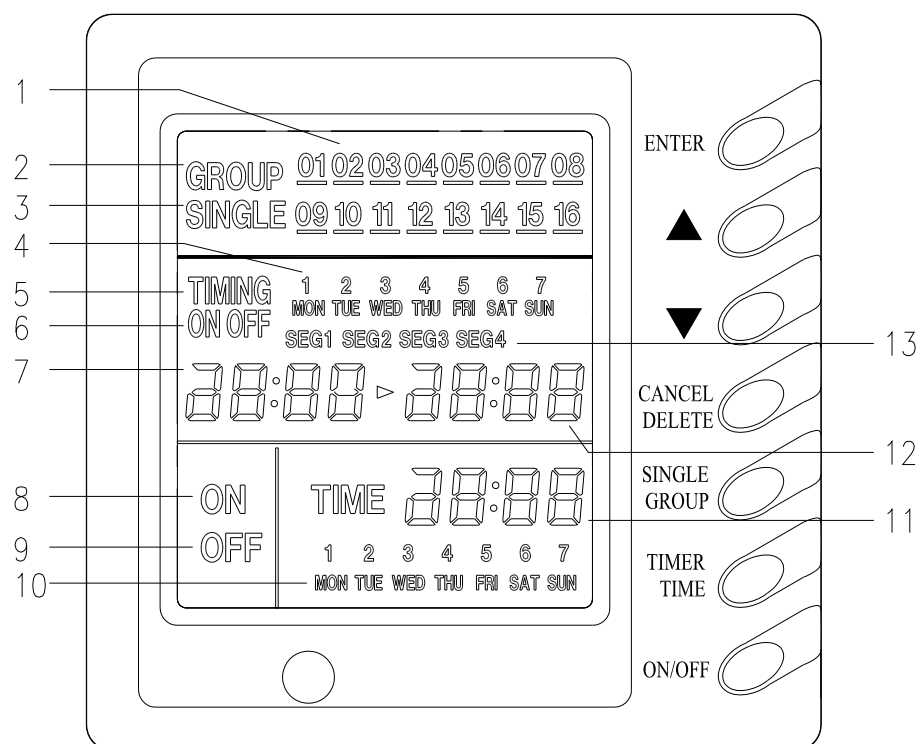 1
2
3
4
5
6
7
8
9
10
GROUP 01 02 03 04 05 06 07 08
SINGLE 09 10 11 12 13 14 15 16
TIMING
ON OFF
1 2 3 4 5 6 7
MON TUE WED THU FRI SAT SUN
SEG1 SEG2 SEG3 SEG4
28:88 ▷ 28:88
ON
OFF
TIME 28:88
1 2 3 4 5 6 7
MON TUE WED THU FRI SAT SUN
ENTER
▲
▼
CANCEL
DELETE
SINGLE
GROUP
TIMER
TIME
ON/OFF
13
12
11